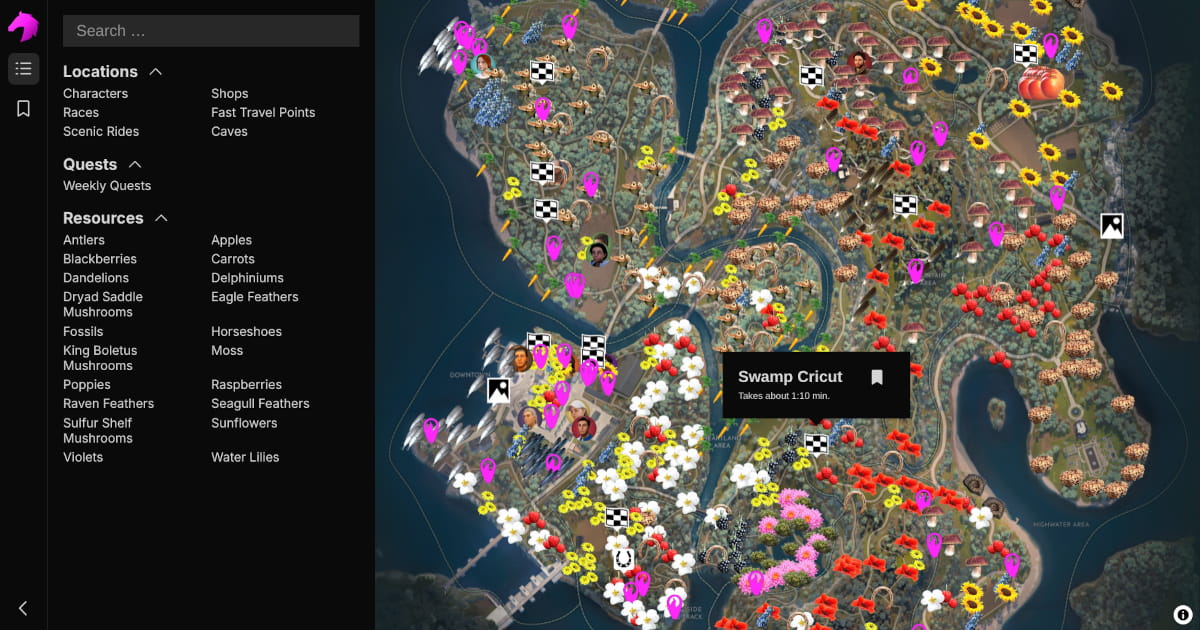 Search ...
Locations
Characters
Shops
Races
Fast Travel Points
Scenic Rides
Caves
Quests
Weekly Quests
Resources
Antlers
Apples
Blackberries
Carrots
Dandelions
Delphiniums
Dryad Saddle
Mushrooms
Eagle Feathers
Fossils
Horseshoes
King Boletus
Mushrooms
Moss
Poppies
Raspberries
Raven Feathers
Seagull Feathers
Sulfur Shelf
Mushrooms
Sunflowers
Violets
Water Lilies
DOWNTOWN
Swamp Cricut
Takes about 1:10 min.
AREA
HIGHWATER AREA